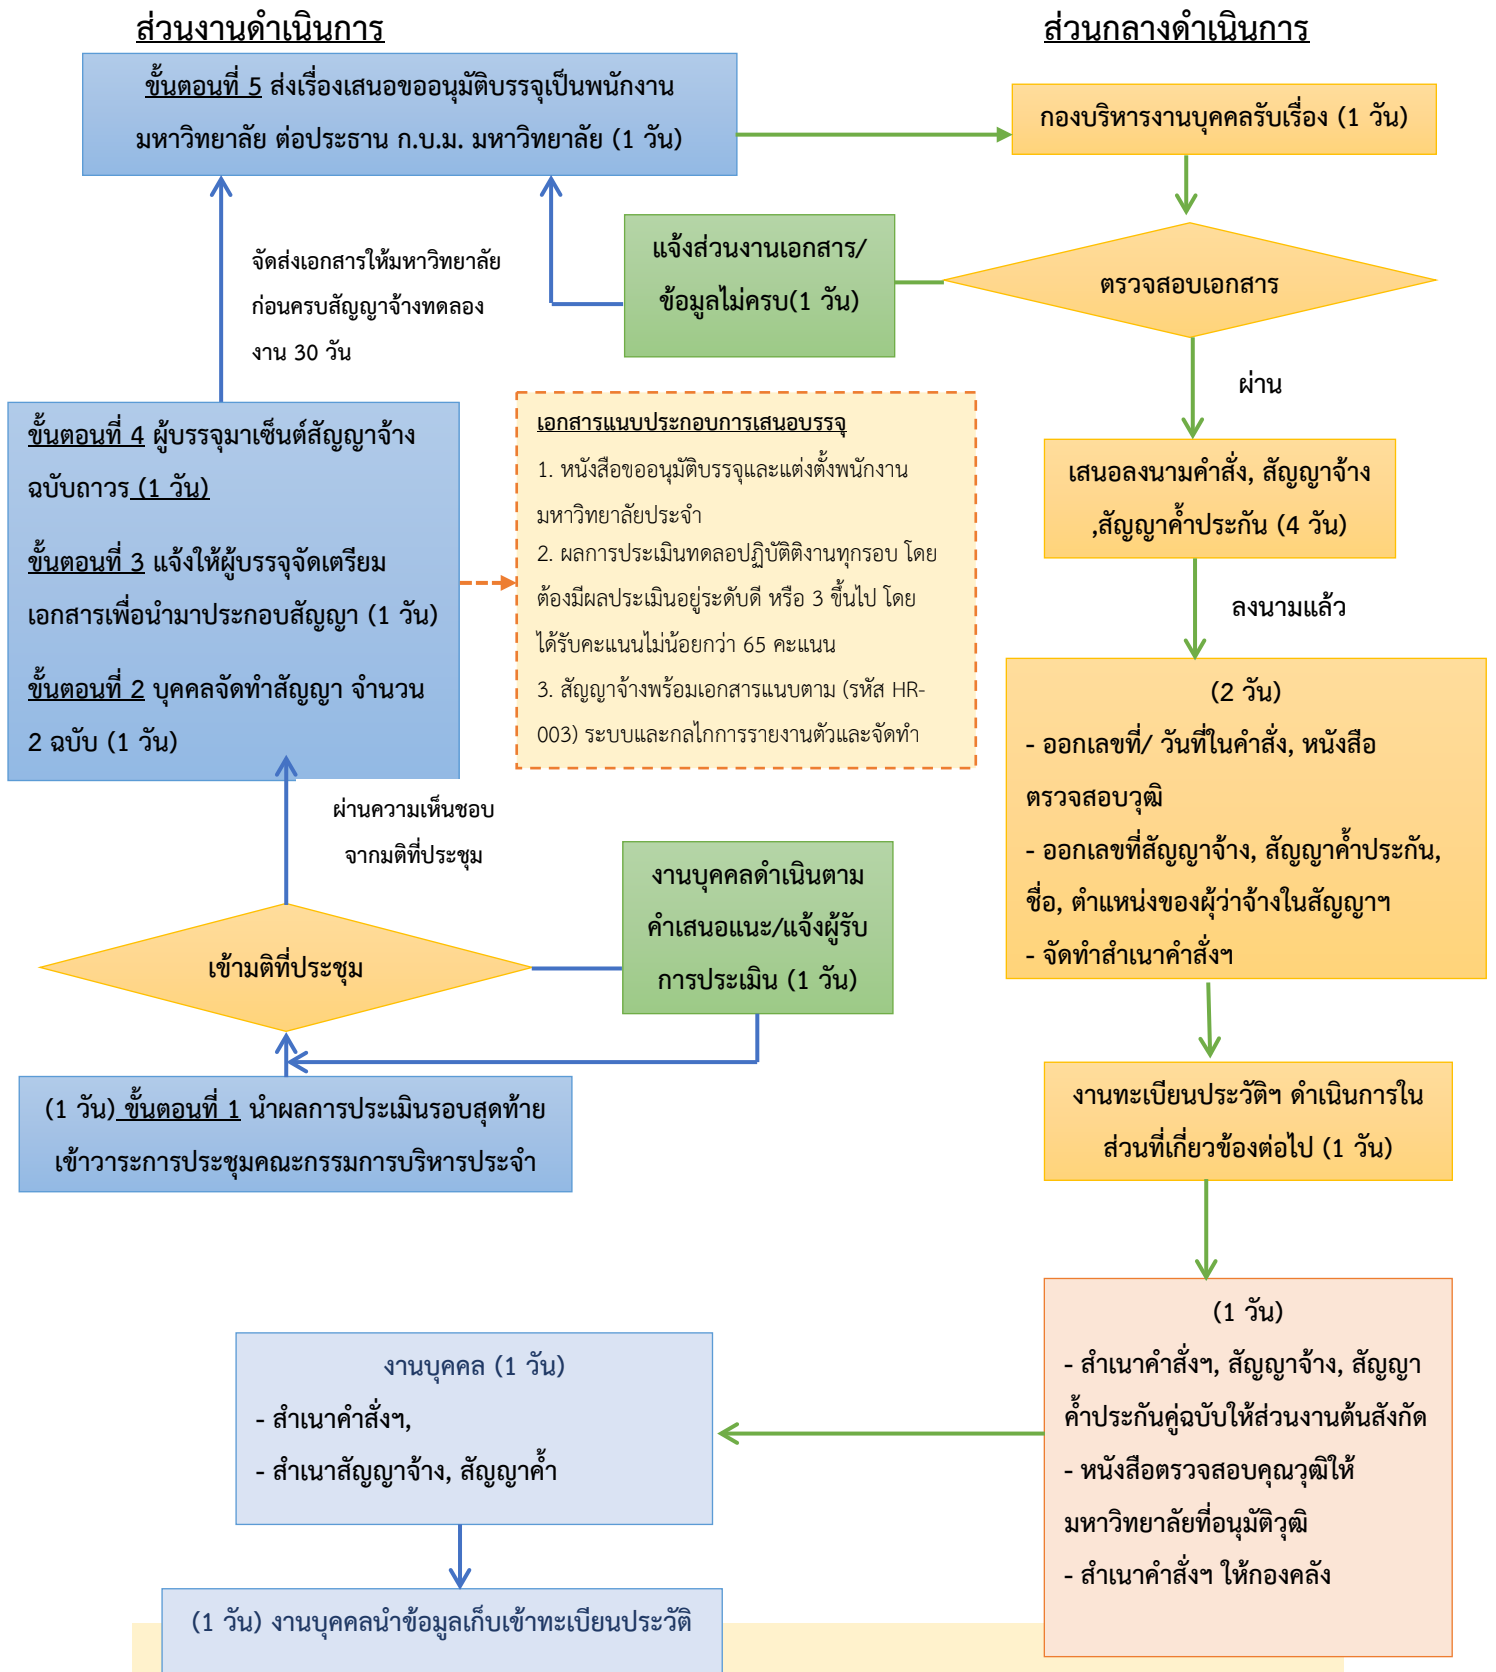 ส่วนงานดำเนินการ
ส่วนกลางดำเนินการ
ขั้นตอนที่ 5 ส่งเรื่องเสนอขออนุมัติบรรจุเป็นพนักงาน
มหาวิทยาลัย ต่อประธาน ก.บ.ม. มหาวิทยาลัย (1 วัน)
กองบริหารงานบุคคลรับเรื่อง (1 วัน)
แจ้งส่วนงานเอกสาร/
ข้อมูลไม่ครบ(1 วัน)
ตรวจสอบเอกสาร
จัดส่งเอกสารให้มหาวิทยาลัย
ก่อนครบสัญญาจ้างทดลอง
งาน 30 วัน
ผ่าน
ขั้นตอนที่ 4 ผู้บรรจุมาเซ็นต์สัญญาจ้าง
ฉบับถาวร (1 วัน)
ขั้นตอนที่ 3 แจ้งให้ผู้บรรจุจัดเตรียม
เอกสารเพื่อนำมาประกอบสัญญา (1 วัน)
ขั้นตอนที่ 2 บุคคลจัดทำสัญญา จำนวน
2 ฉบับ (1 วัน)
เอกสารแนบประกอบการเสนอบรรจุ
1. หนังสือขออนุมัติบรรจุและแต่งตั้งพนักงาน
มหาวิทยาลัยประจำ
2. ผลการประเมินทดลอปฏิบัติติงานทุกรอบ โดย
ต้องมีผลประเมินอยู่ระดับดี หรือ 3 ขึ้นไป โดย
ได้รับคะแนนไม่น้อยกว่า 65 คะแนน
3. สัญญาจ้างพร้อมเอกสารแนบตาม (รหัส HR-
003) ระบบและกลไกการรายงานตัวและจัดทำ
เสนอลงนามคำสั่ง, สัญญาจ้าง
,สัญญาค้ำประกัน (4 วัน)
ลงนามแล้ว
(2 วัน)
- ออกเลขที่/ วันที่ในคำสั่ง, หนังสือ
ตรวจสอบวุฒิ
- ออกเลขที่สัญญาจ้าง, สัญญาค้ำประกัน,
ชื่อ, ตำแหน่งของผุ้ว่าจ้างในสัญญาฯ
- จัดทำสำเนาคำสั่งฯ
ผ่านความเห็นชอบ
จากมติที่ประชุม
งานบุคคลดำเนินตาม
คำเสนอแนะ/แจ้งผู้รับ
การประเมิน (1 วัน)
เข้ามติที่ประชุม
(1 วัน) ขั้นตอนที่ 1 นำผลการประเมินรอบสุดท้าย
เข้าวาระการประชุมคณะกรรมการบริหารประจำ
งานทะเบียนประวัติฯ ดำเนินการใน
ส่วนที่เกี่ยวข้องต่อไป (1 วัน)
(1 วัน)
- สำเนาคำสั่งฯ, สัญญาจ้าง, สัญญา
ค้ำประกันคู่ฉบับให้ส่วนงานต้นสังกัด
- หนังสือตรวจสอบคุณวุฒิให้
มหาวิทยาลัยที่อนุมัติวุฒิ
- สำเนาคำสั่งฯ ให้กองคลัง
งานบุคคล (1 วัน)
- สำเนาคำสั่งฯ,
- สำเนาสัญญาจ้าง, สัญญาค้ำ
(1 วัน) งานบุคคลนำข้อมูลเก็บเข้าทะเบียนประวัติ